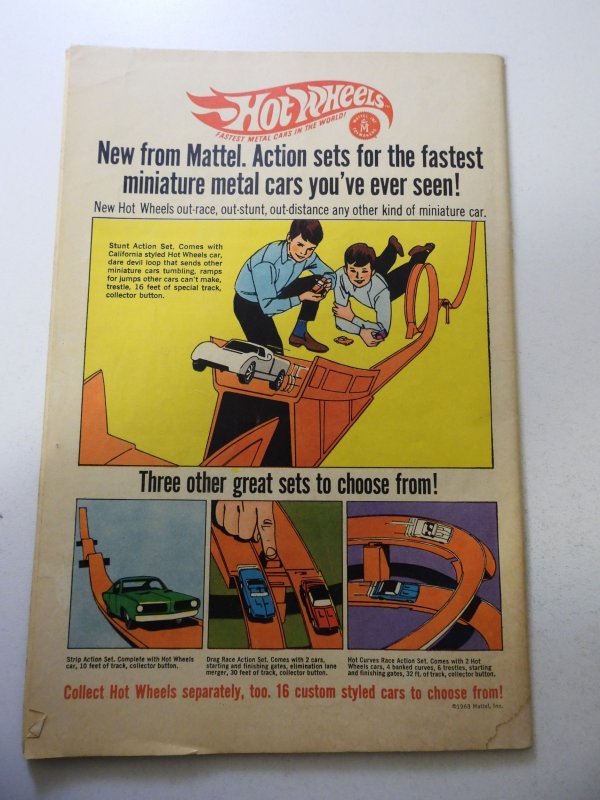 Hot Wheels
FASTEST METAL CARS IN THE WORLD!
MATTEL, INC.
M
New from Mattel. Action sets for the fastest
miniature metal cars you've ever seen!
New Hot Wheels out-race, out-stunt, out-distance any other kind of miniature car.
Stunt Action Set. Comes with
California styled Hot Wheels car,
dare devil loop that sends other
miniature cars tumbling, ramps
for jumps other cars can't make,
trestle, 16 feet of special track,
collector button.
Three other great sets to choose from!
Strip Action Set. Complete with Hot Wheels
car, 10 feet of track, collector button.
Drag Race Action Set. Comes with 2 cars,
starting and finishing gates, elimination lane
merger, 30 feet of track, collector button.
Hot Curves Race Action Set. Comes with 2 Hot
Wheels cars, 4 banked curves, 6 trestles, starting
and finishing gates, 32 ft. of track, collector button.
Collect Hot Wheels separately, too. 16 custom styled cars to choose from!
©1968 Mattel, Inc.